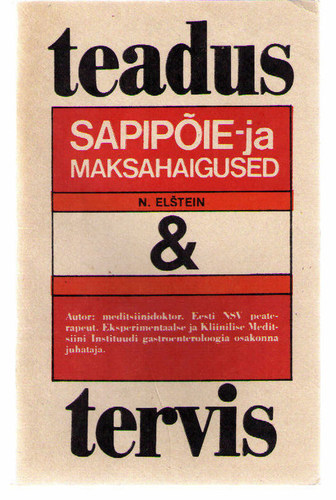 teadus
SAPIPÕIE-ja
MAKSAHAIGUSED
N. ELŠTEIN
&
Autor: meditsiinidoktor. Eesti NSV peate-
rapeut. Eksperimentaalse ja Kliinilise Medit-
siini Instituudi gastroenteroloogia osakonna
juhataja.
tervis